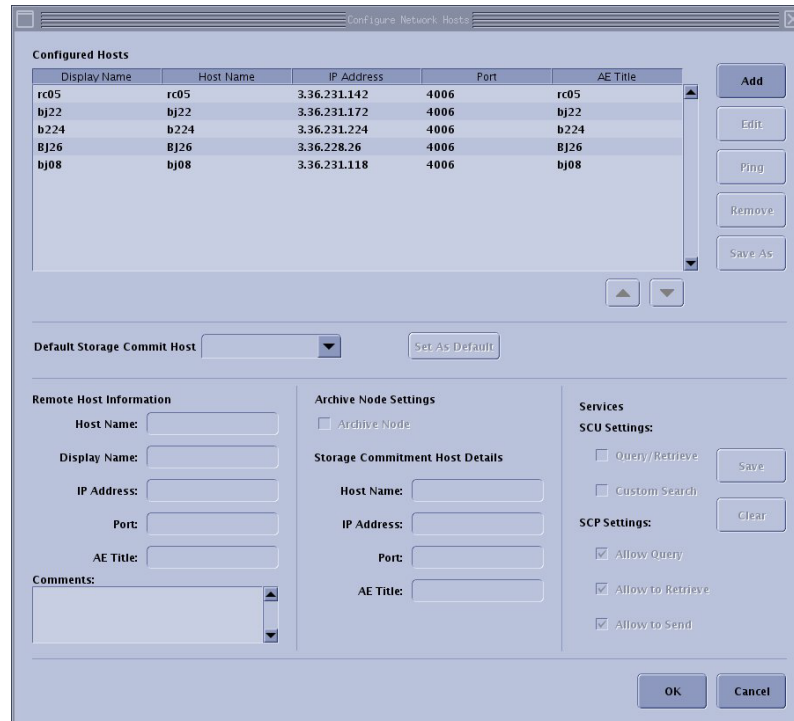 Configure Network Hosts
Configured Hosts
Display Name Host Name IP Address Port AE Title
rc05 rc05 3.36.231.142 4006 rc05
bj22 bj22 3.36.231.172 4006 bj22
b224 b224 3.36.231.224 4006 b224
BJ26 BJ26 3.36.228.26 4006 BJ26
bj08 bj08 3.36.231.118 4006 bj08
Add
Edit
Ping
Remove
Save As
Default Storage Commit Host
Set As Default
Remote Host Information
Host Name:
Display Name:
IP Address:
Port:
AE Title:
Comments:
Archive Node Settings
Archive Node
Storage Commitment Host Details
Host Name:
IP Address:
Port:
AE Title:
Services
SCU Settings:
Query/Retrieve
Custom Search
SCP Settings:
Allow Query
Allow to Retrieve
Allow to Send
Save
Clear
OK
Cancel